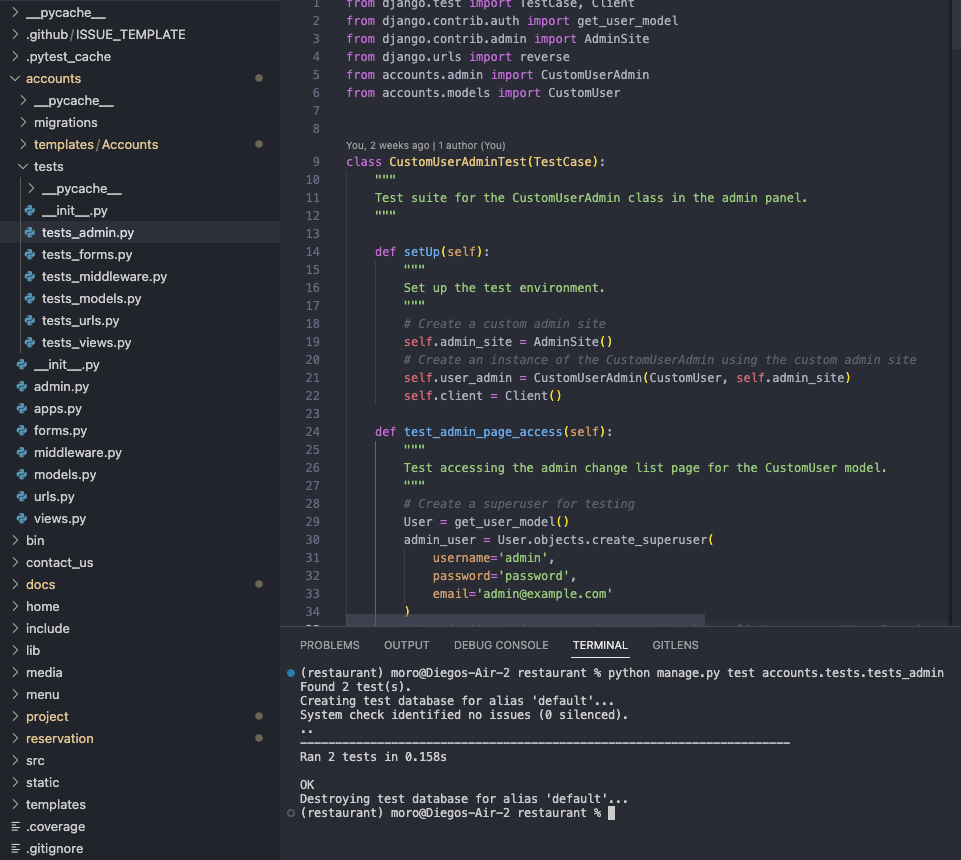 __pycache__
.github/ISSUE_TEMPLATE
.pytest_cache
accounts
__pycache__
migrations
templates/Accounts
tests
__pycache__
__init__.py
tests_admin.py
tests_forms.py
tests_middleware.py
tests_models.py
tests_urls.py
tests_views.py
__init__.py
admin.py
apps.py
forms.py
middleware.py
models.py
urls.py
views.py
bin
contact_us
docs
home
include
lib
media
menu
project
reservation
src
static
templates
.coverage
.gitignore
1 from django.test import TestCase, Client
2 from django.contrib.auth import get_user_model
3 from django.contrib.admin import AdminSite
4 from django.urls import reverse
5 from accounts.admin import CustomUserAdmin
6 from accounts.models import CustomUser
7
8
You, 2 weeks ago | 1 author (You)
9 class CustomUserAdminTest(TestCase):
10 """
11 Test suite for the CustomUserAdmin class in the admin panel.
12 """
13
14 def setUp(self):
15 """
16 Set up the test environment.
17 """
18 # Create a custom admin site
19 self.admin_site = AdminSite()
20 # Create an instance of the CustomUserAdmin using the custom admin site
21 self.user_admin = CustomUserAdmin(CustomUser, self.admin_site)
22 self.client = Client()
23
24 def test_admin_page_access(self):
25 """
26 Test accessing the admin change list page for the CustomUser model.
27 """
28 # Create a superuser for testing
29 User = get_user_model()
30 admin_user = User.objects.create_superuser(
31 username='admin',
32 password='password',
33 email='admin@example.com'
34 )
PROBLEMS OUTPUT DEBUG CONSOLE TERMINAL GITLENS
(restaurant) moro@Diegos-Air-2 restaurant % python manage.py test accounts.tests.tests_admin
Found 2 test(s).
Creating test database for alias 'default'...
System check identified no issues (0 silenced).
..
----------------------------------------------------------------------
Ran 2 tests in 0.158s
OK
Destroying test database for alias 'default'...
(restaurant) moro@Diegos-Air-2 restaurant %